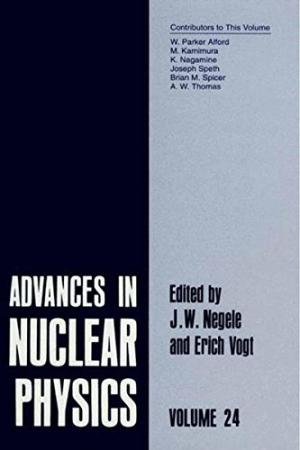 Contributors to This Volume
W. Parker Alford
M. Kamimura
K. Nagamine
Joseph Speth
Brian M. Spicer
A. W. Thomas
ADVANCES IN
NUCLEAR
PHYSICS
Edited by
J.W. Negele
and Erich Vogt
VOLUME 24